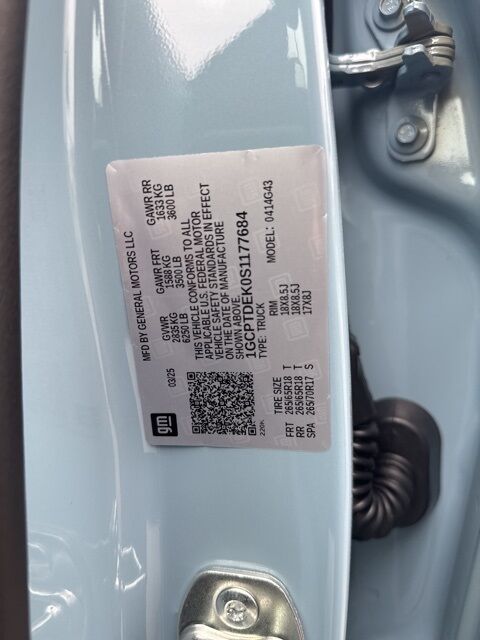 MFD BY GENERAL MOTORS LLC
03/25 GVWR GAWR FRT GAWR RR
2835 KG 1588 KG 1633 KG
6250 LB 3500 LB 3600 LB
gm
THIS VEHICLE CONFORMS TO ALL
APPLICABLE U.S. FEDERAL MOTOR
VEHICLE SAFETY STANDARDS IN EFFECT
ON THE DATE OF MANUFACTURE
SHOWN ABOVE.
1GCPTDEK0S1177684
TYPE: TRUCK MODEL: 0414G43
220K
TIRE SIZE RIM
FRT 265/65R18 T 18X8.5J
RR 265/65R18 T 18X8.5J
SPA 265/70R17 S 17X8J